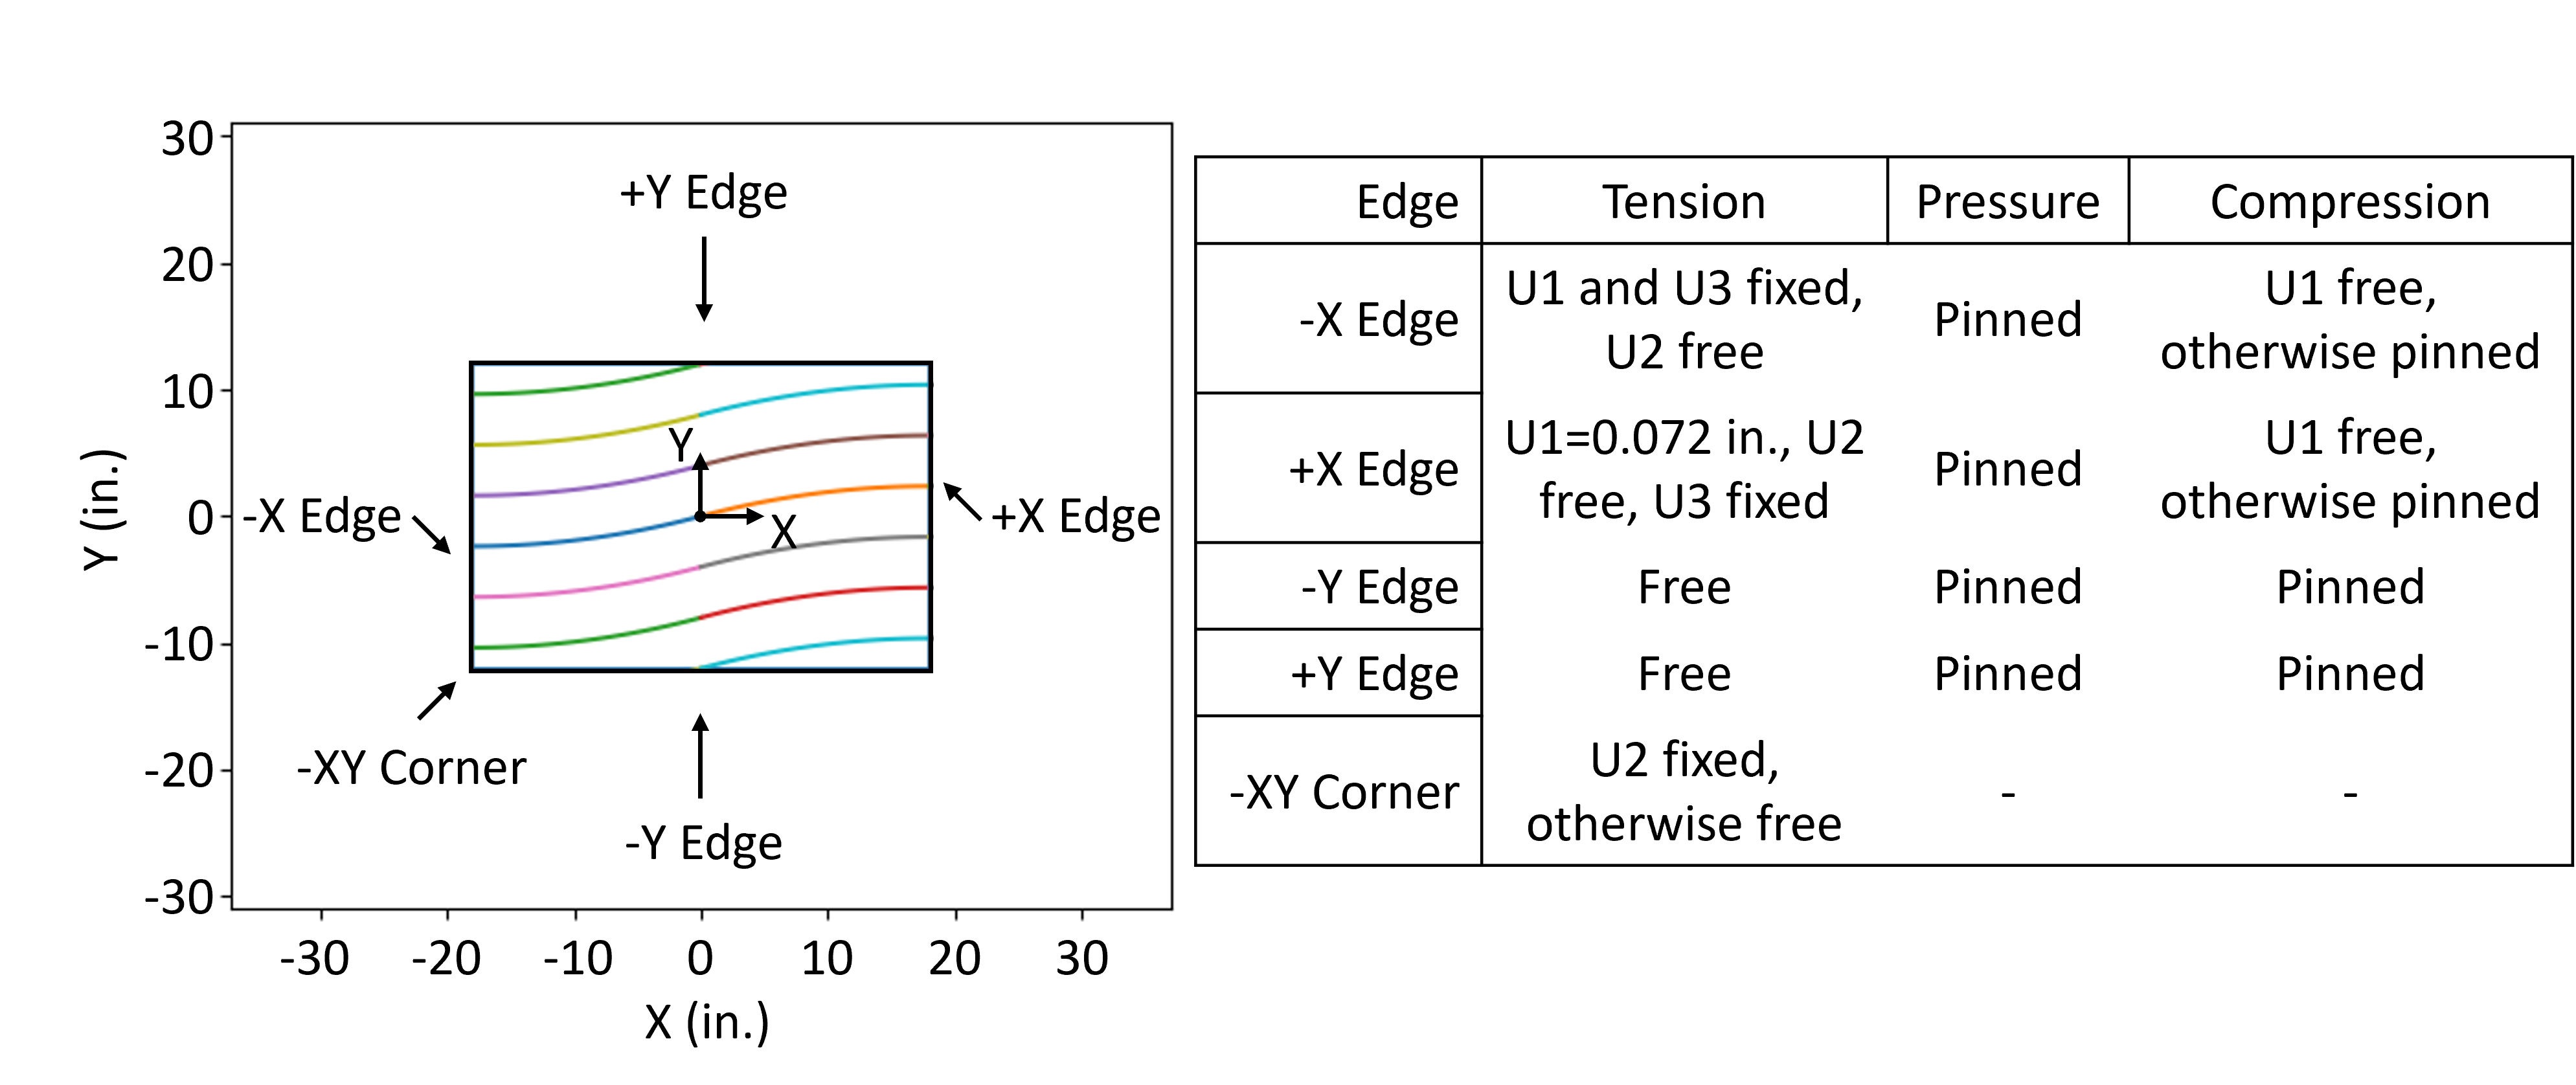 30
20
10
0
-10
-20
-30
Y (in.)
+Y Edge
-X Edge
Y
X
+X Edge
-XY Corner
-Y Edge
-30 -20 -10 0 10 20 30
X (in.)
Edge Tension Pressure Compression
-X Edge
U1 and U3 fixed,
U2 free
Pinned
U1 free,
otherwise pinned
+X Edge
U1=0.072 in., U2
free, U3 fixed
Pinned
U1 free,
otherwise pinned
-Y Edge Free Pinned Pinned
+Y Edge Free Pinned Pinned
-XY Corner
U2 fixed,
otherwise free
-
-